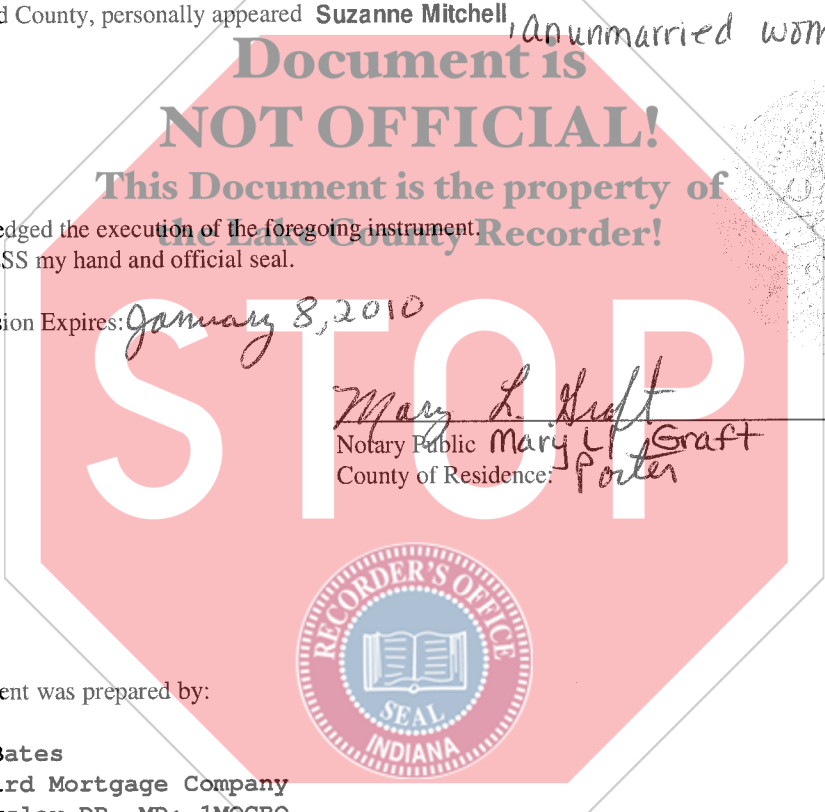 d County, personally appeared Suzanne Mitchell, an unmarried wom
Document is
NOT OFFICIAL!
This Document is the property of
edged the execution of the foregoing instrument.
the Lake County Recorder!
SS my hand and official seal.
sion Expires: January 8, 2010
STOP
Mary L. Graft
Notary Public Mary L. Graft
County of Residence: Porter
RECORDER'S OFFICE
SEAL
INDIANA
ent was prepared by:
Bates
rd Mortgage Company